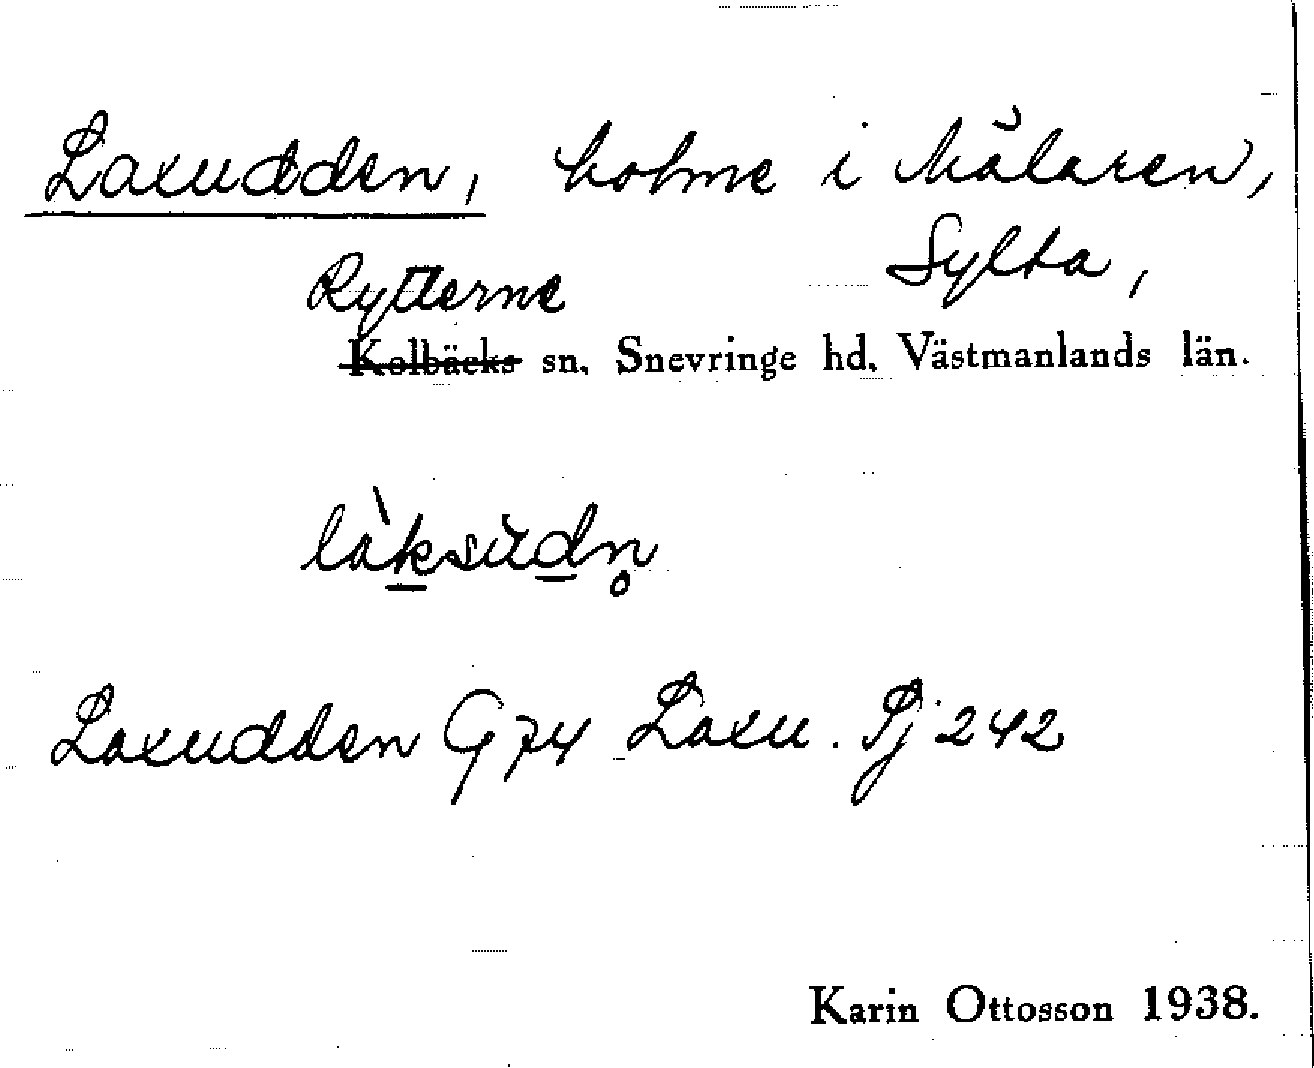 Laxudden, holme i Mälaren,
Sylta,
Rytterne
Kolbäcks sn, Snevringe hd, Västmanlands län.
làksùdn̥
Laxudden G 74 Laxu. Sj 242
Karin Ottosson 1938.